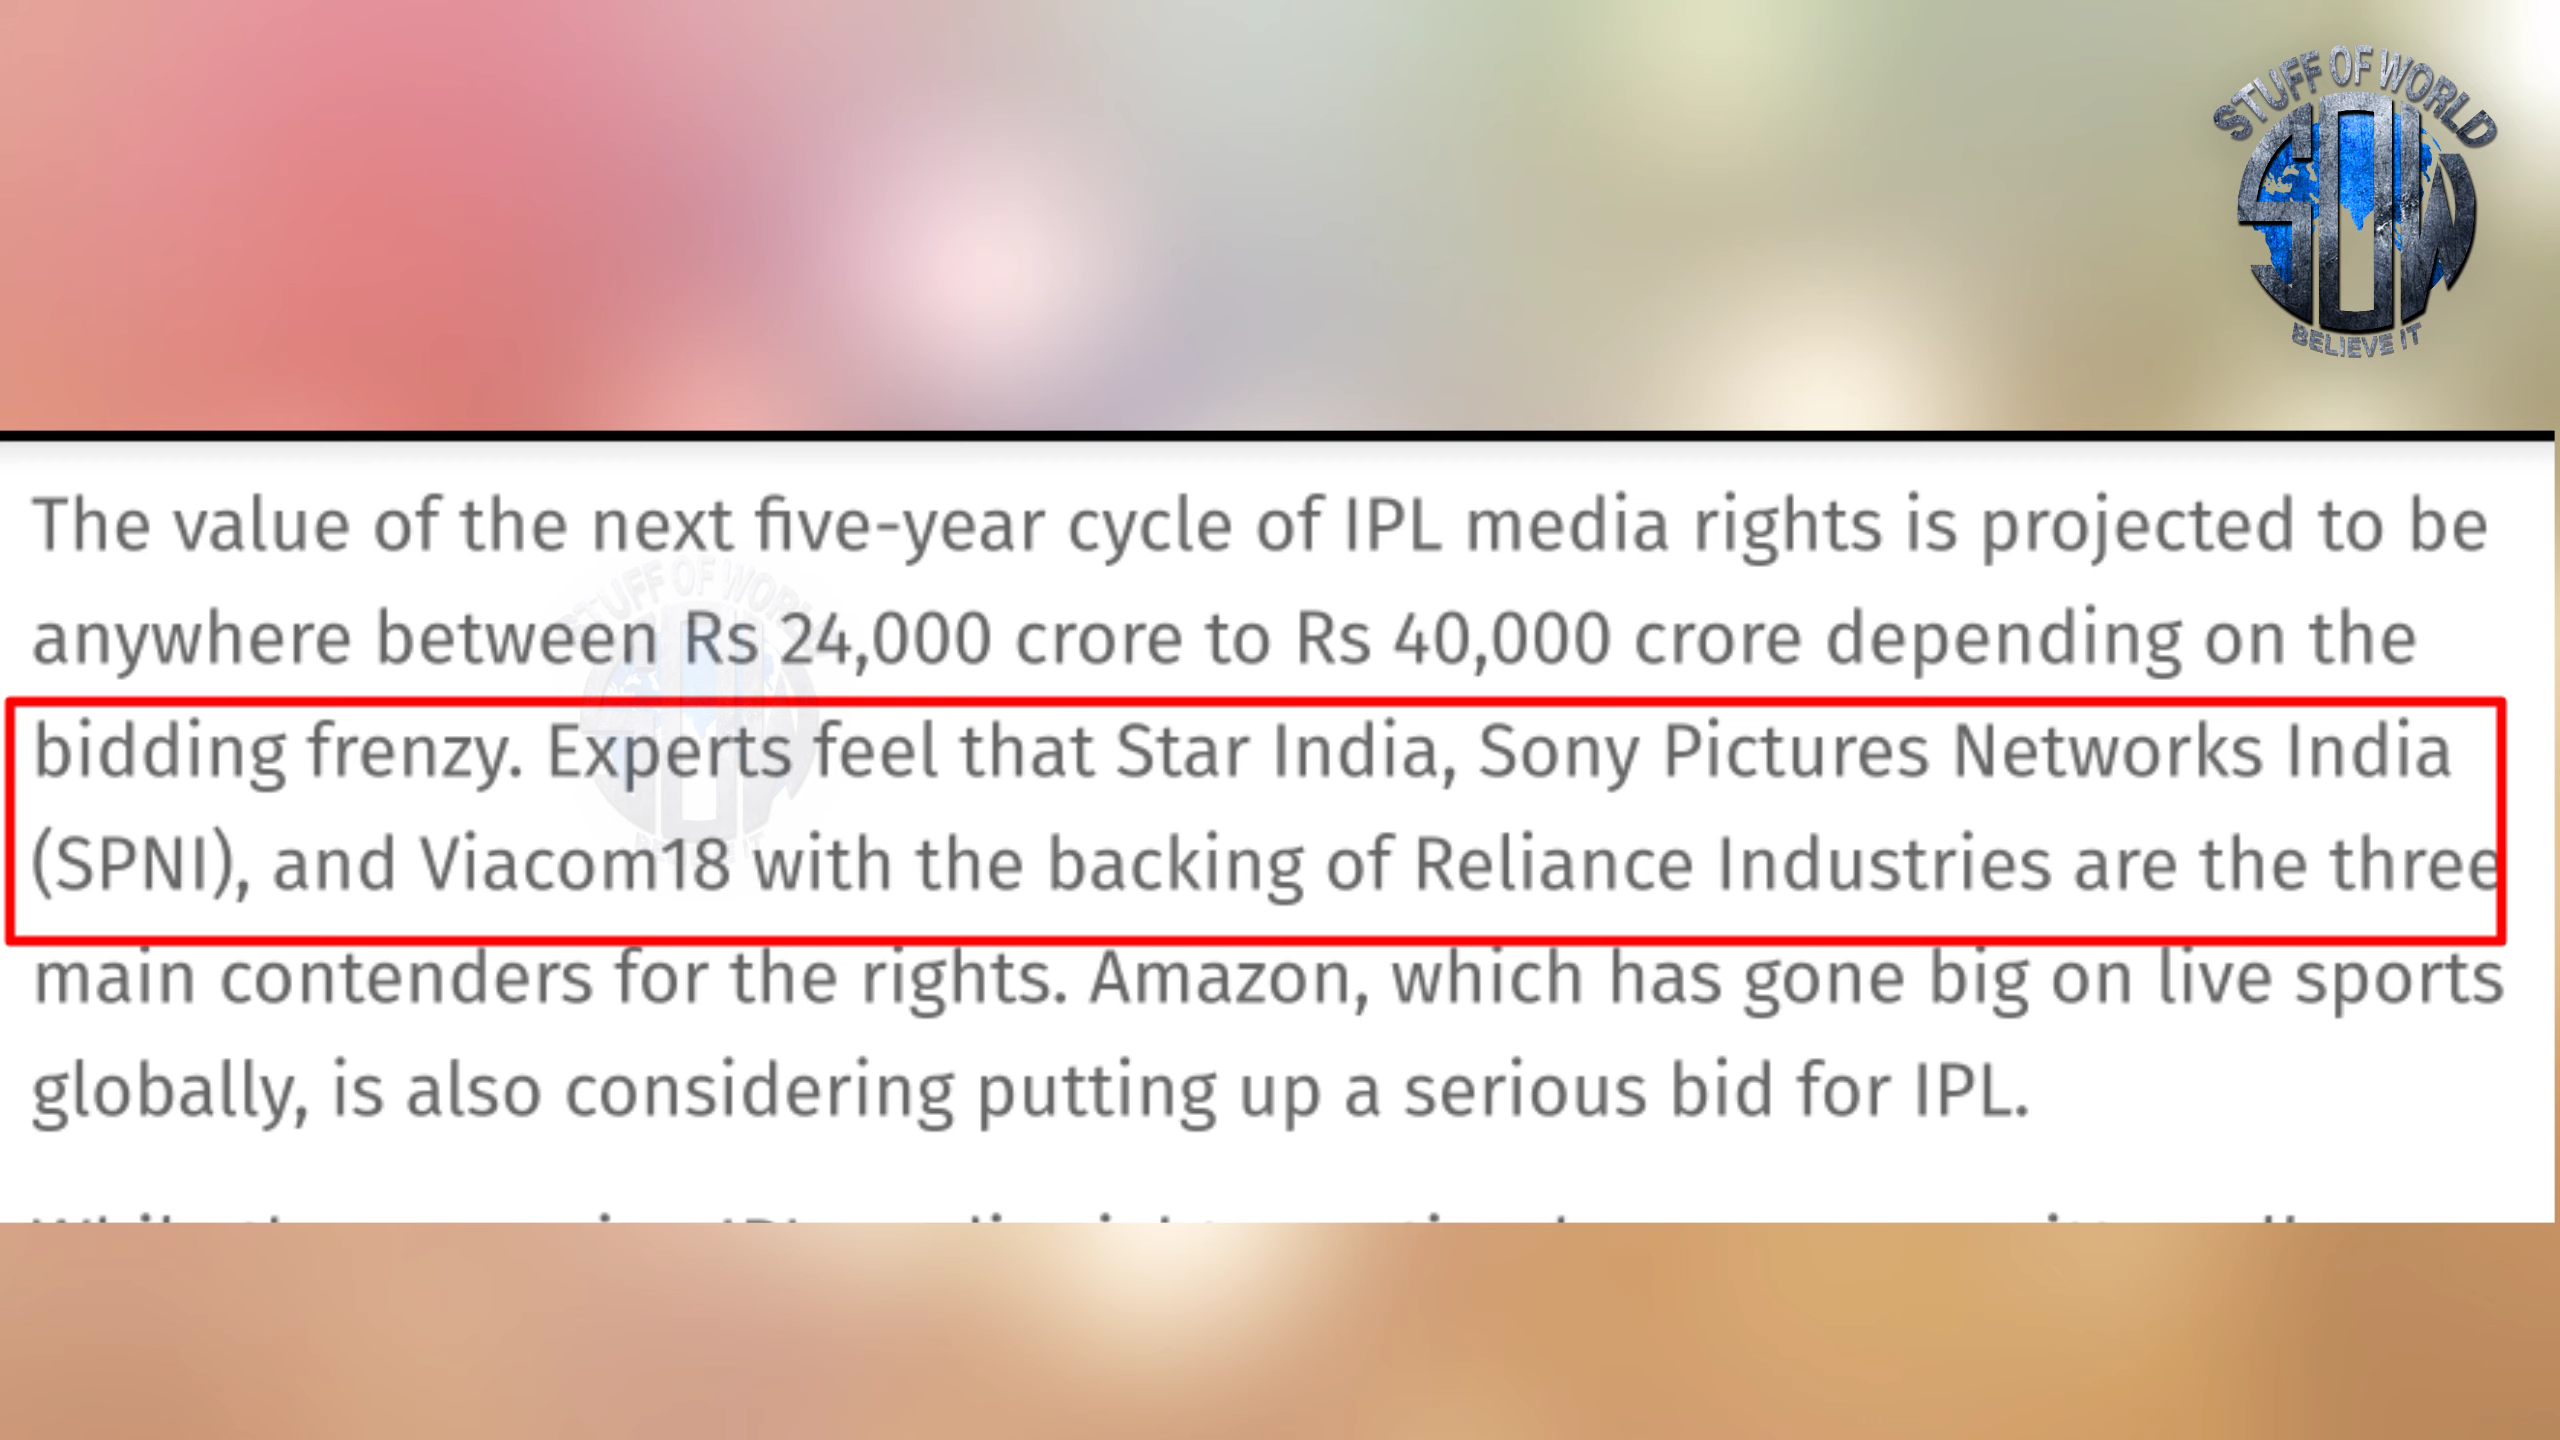 STUFF OF WORLD
SOW
BELIEVE IT
The value of the next five-year cycle of IPL media rights is projected to be
anywhere between Rs 24,000 crore to Rs 40,000 crore depending on the
bidding frenzy. Experts feel that Star India, Sony Pictures Networks India
(SPNI), and Viacom18 with the backing of Reliance Industries are the three
main contenders for the rights. Amazon, which has gone big on live sports
globally, is also considering putting up a serious bid for IPL.